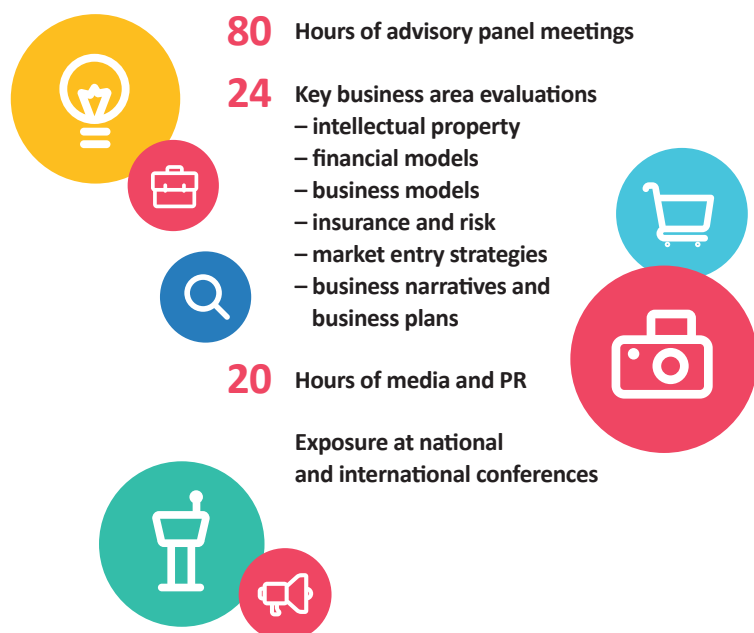 80 Hours of advisory panel meetings
24 Key business area evaluations
– intellectual property
– financial models
– business models
– insurance and risk
– market entry strategies
– business narratives and
business plans
20 Hours of media and PR
Exposure at national
and international conferences